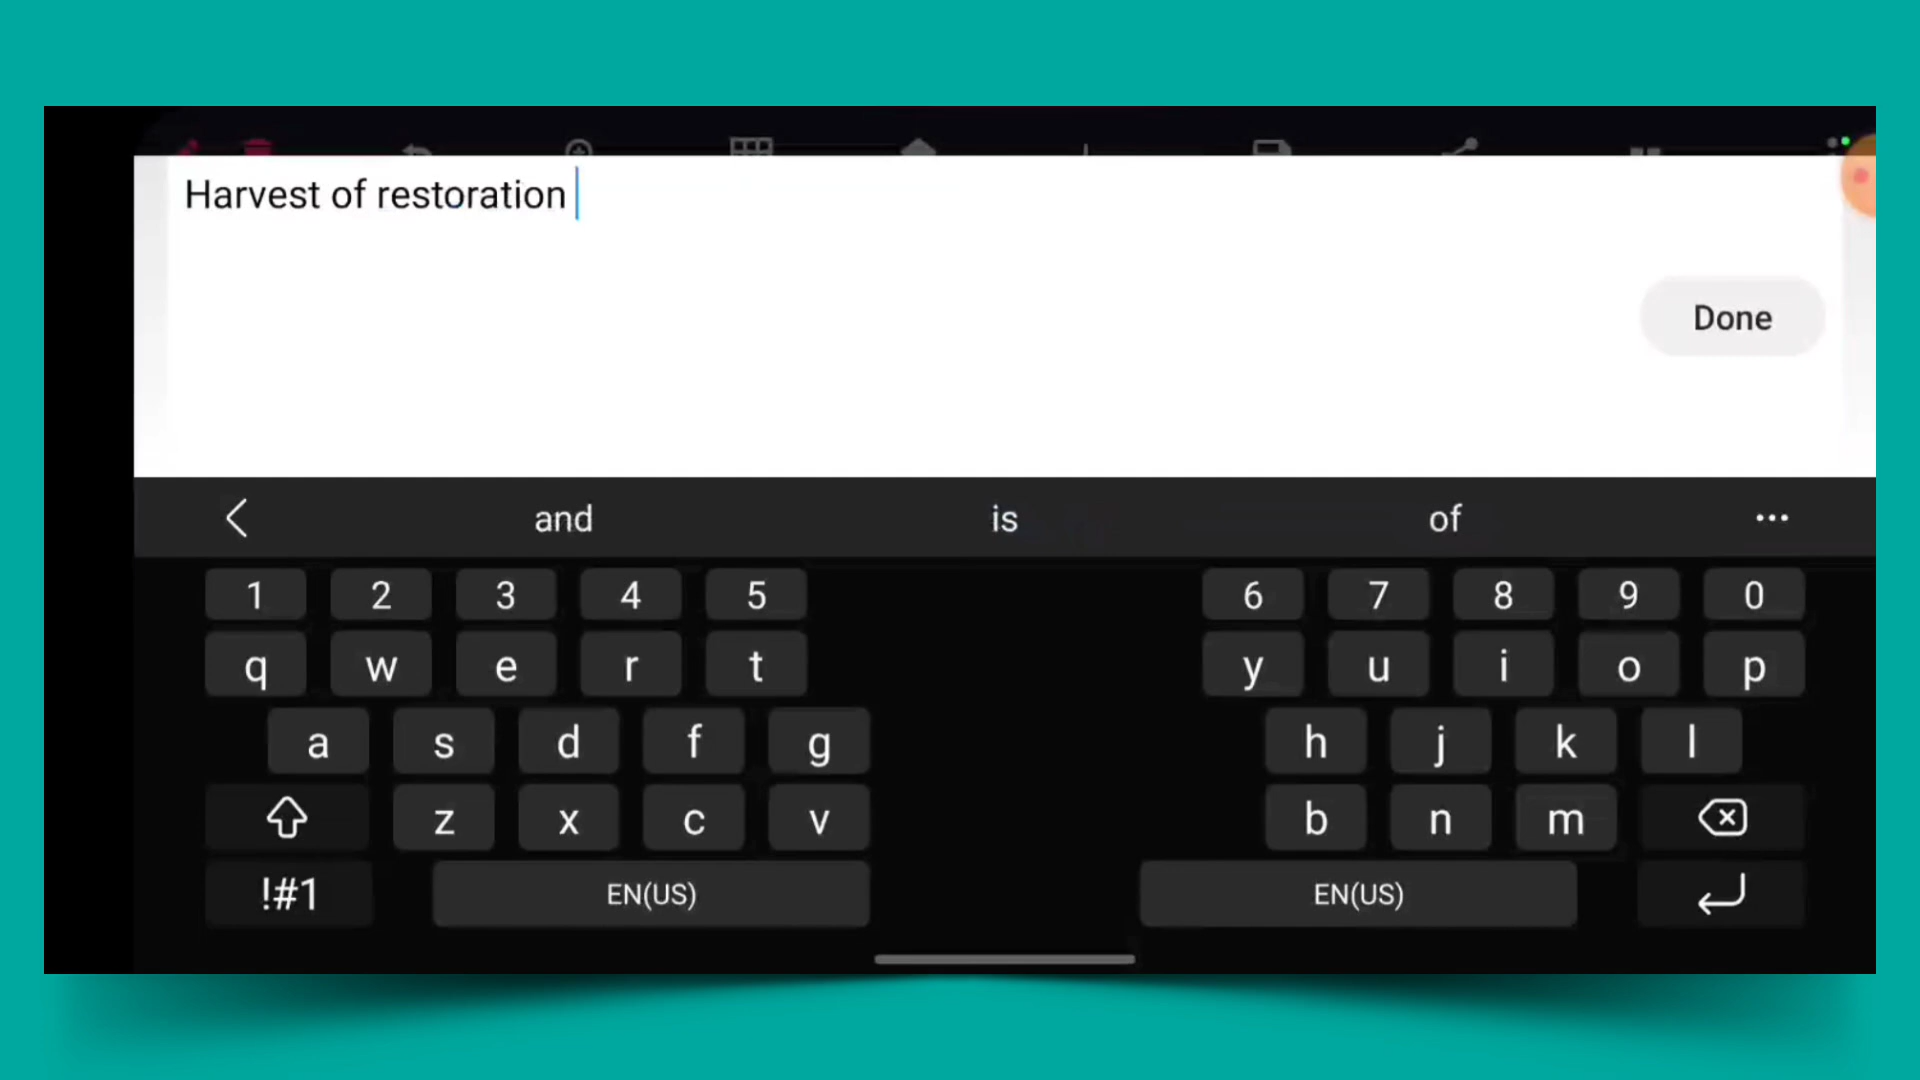 Harvest of restoration
Done
and is of ...
1 2 3 4 5 6 7 8 9 0
q w e r t y u i o p
a s d f g h j k l
z x c v b n m
!#1 EN(US) EN(US)